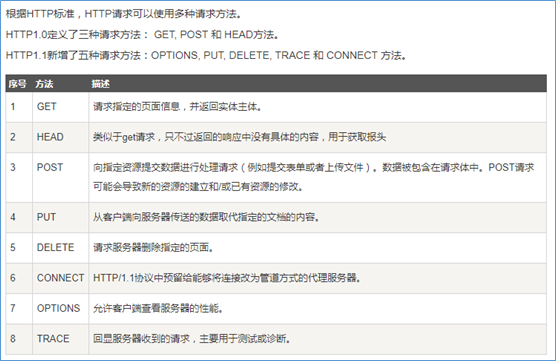 根据HTTP标准，HTTP请求可以使用多种请求方法。
HTTP1.0定义了三种请求方法： GET, POST 和 HEAD方法。
HTTP1.1新增了五种请求方法：OPTIONS, PUT, DELETE, TRACE 和 CONNECT 方法。
序号 方法 描述
1 GET 请求指定的页面信息，并返回实体主体。
2 HEAD 类似于get请求，只不过返回的响应中没有具体的内容，用于获取报头
3 POST 向指定资源提交数据进行处理请求（例如提交表单或者上传文件）。数据被包含在请求体中。POST请求
可能会导致新的资源的建立和/或已有资源的修改。
4 PUT 从客户端向服务器传送的数据取代指定的文档的内容。
5 DELETE 请求服务器删除指定的页面。
6 CONNECT HTTP/1.1协议中预留给能够将连接改为管道方式的代理服务器。
7 OPTIONS 允许客户端查看服务器的性能。
8 TRACE 回显服务器收到的请求，主要用于测试或诊断。